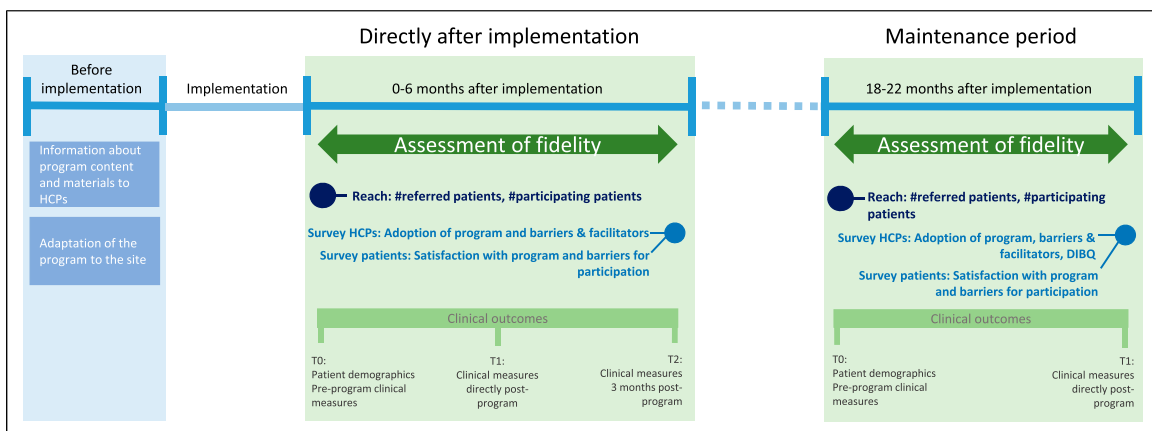 Directly after implementation
Maintenance period
Before
implementation
Implementation
0-6 months after implementation
18-22 months after implementation
Information about
program content
and materials to
HCPs
Adaptation of the
program to the site
Assessment of fidelity
Reach: #referred patients, #participating patients
Survey HCPs: Adoption of program and barriers & facilitators
Survey patients: Satisfaction with program and barriers for
participation
Clinical outcomes
T0:
Patient demographics
Pre-program clinical
measures
T1:
Clinical measures
directly post-
program
T2:
Clinical measures
3 months post-
program
Assessment of fidelity
Reach: #referred patients, #participating
patients
Survey HCPs: Adoption of program, barriers &
facilitators, DIBQ
Survey patients: Satisfaction with program
and barriers for participation
Clinical outcomes
T0:
Patient demographics
Pre-program clinical
measures
T1:
Clinical measures
directly post-
program